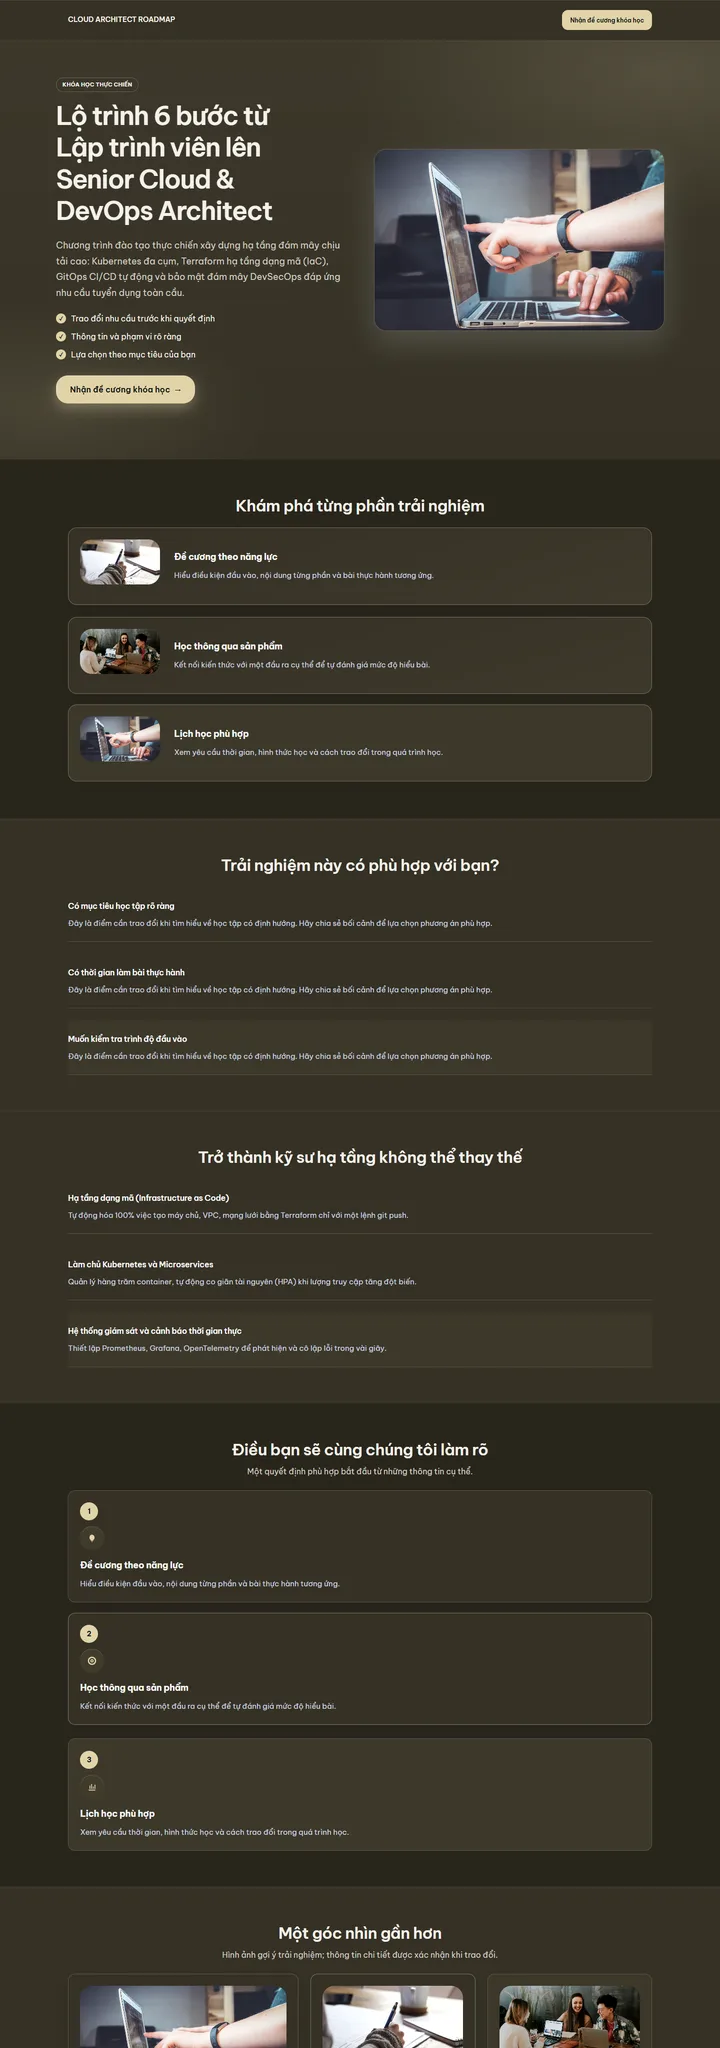 CLOUD ARCHITECT ROADMAP
Nhận đề cương khóa học
KHÓA HỌC THỰC CHIẾN
Lộ trình 6 bước từ
Lập trình viên lên
Senior Cloud &
DevOps Architect
Chương trình đào tạo thực chiến xây dựng hạ tầng đám mây chịu
tải cao: Kubernetes đa cụm, Terraform hạ tầng dạng mã (IaC),
GitOps CI/CD tự động và bảo mật đám mây DevSecOps đáp ứng
nhu cầu tuyển dụng toàn cầu.
Trao đổi nhu cầu trước khi quyết định
Thông tin và phạm vi rõ ràng
Lựa chọn theo mục tiêu của bạn
Nhận đề cương khóa học →
Khám phá từng phần trải nghiệm
Đề cương theo năng lực
Hiểu điều kiện đầu vào, nội dung từng phần và bài thực hành tương ứng.
Học thông qua sản phẩm
Kết nối kiến thức với một đầu ra cụ thể để tự đánh giá mức độ hiểu bài.
Lịch học phù hợp
Xem yêu cầu thời gian, hình thức học và cách trao đổi trong quá trình học.
Trải nghiệm này có phù hợp với bạn?
Có mục tiêu học tập rõ ràng
Đây là điểm cần trao đổi khi tìm hiểu về học tập có định hướng. Hãy chia sẻ bối cảnh để lựa chọn phương án phù hợp.
Có thời gian làm bài thực hành
Đây là điểm cần trao đổi khi tìm hiểu về học tập có định hướng. Hãy chia sẻ bối cảnh để lựa chọn phương án phù hợp.
Muốn kiểm tra trình độ đầu vào
Đây là điểm cần trao đổi khi tìm hiểu về học tập có định hướng. Hãy chia sẻ bối cảnh để lựa chọn phương án phù hợp.
Trở thành kỹ sư hạ tầng không thể thay thế
Hạ tầng dạng mã (Infrastructure as Code)
Tự động hóa 100% việc tạo máy chủ, VPC, mạng lưới bằng Terraform chỉ với một lệnh git push.
Làm chủ Kubernetes và Microservices
Quản lý hàng trăm container, tự động co giãn tài nguyên (HPA) khi lượng truy cập tăng đột biến.
Hệ thống giám sát và cảnh báo thời gian thực
Thiết lập Prometheus, Grafana, OpenTelemetry để phát hiện và cô lập lỗi trong vài giây.
Điều bạn sẽ cùng chúng tôi làm rõ
Một quyết định phù hợp bắt đầu từ những thông tin cụ thể.
1
Đề cương theo năng lực
Hiểu điều kiện đầu vào, nội dung từng phần và bài thực hành tương ứng.
2
Học thông qua sản phẩm
Kết nối kiến thức với một đầu ra cụ thể để tự đánh giá mức độ hiểu bài.
3
Lịch học phù hợp
Xem yêu cầu thời gian, hình thức học và cách trao đổi trong quá trình học.
Một góc nhìn gần hơn
Hình ảnh gợi ý trải nghiệm; thông tin chi tiết được xác nhận khi trao đổi.